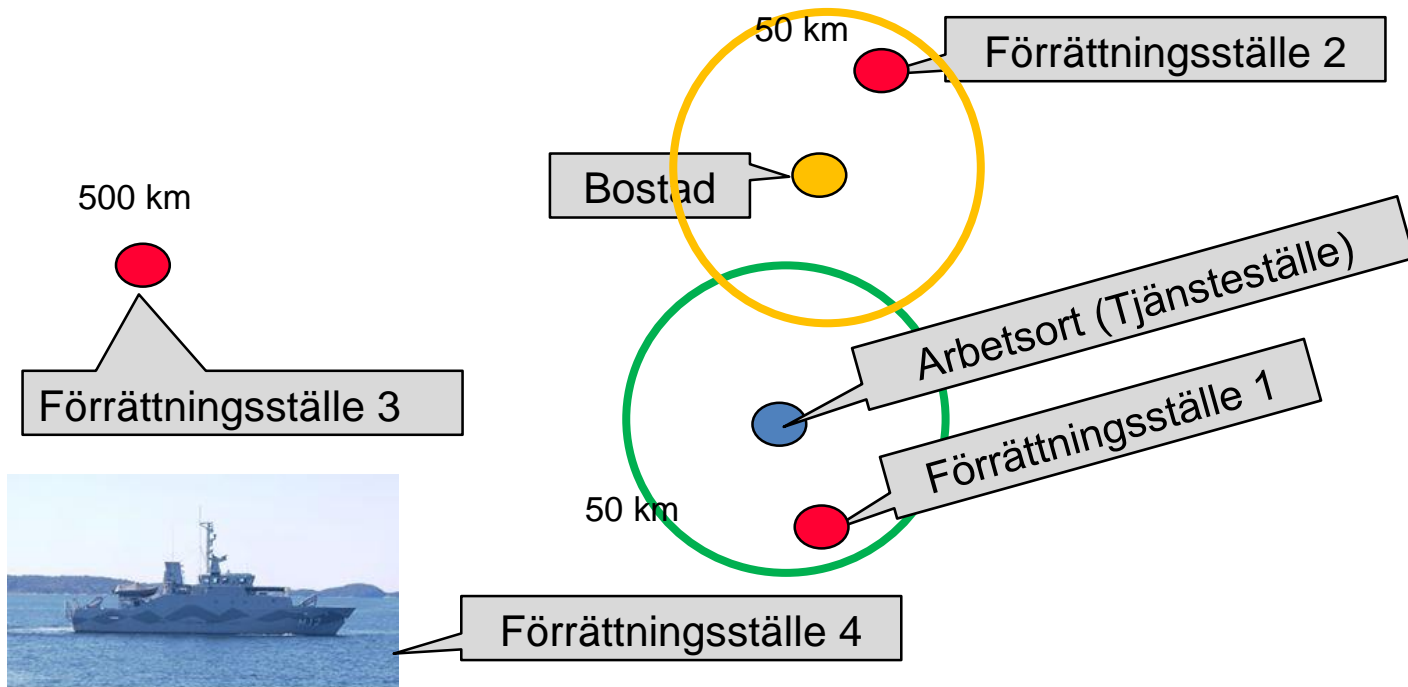 50 km
Förrättningsställe 2
Bostad
500 km
Arbetsort (Tjänsteställe)
Förrättningsställe 3
Förrättningsställe 1
50 km
Förrättningsställe 4